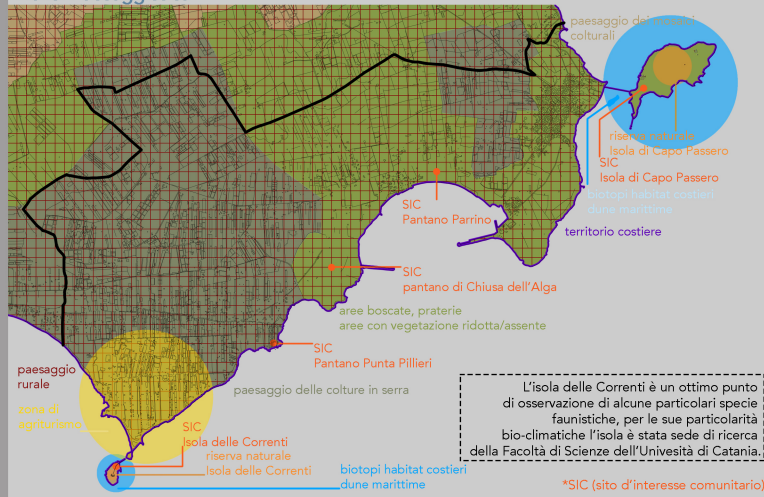 paesaggio dei mosaici
colturali
riserva naturale
Isola di Capo Passero
SIC
Isola di Capo Passero
biotopi habitat costieri
dune marittime
territorio costiere
SIC
Pantano Parrino
SIC
pantano di Chiusa dell'Alga
aree boscate, praterie
aree con vegetazione ridotta/assente
SIC
Pantano Punta Pillieri
paesaggio
rurale
paesaggio delle colture in serra
zona di
agriturismo
SIC
Isola delle Correnti
riserva naturale
Isola delle Correnti
biotopi habitat costieri
dune marittime
L'isola delle Correnti è un ottimo punto
di osservazione di alcune particolari specie
faunistiche, per le sue particolarità
bio-climatiche l'isola è stata sede di ricerca
della Facoltà di Scienze dell'Univesità di Catania.
*SIC (sito d'interesse comunitario)